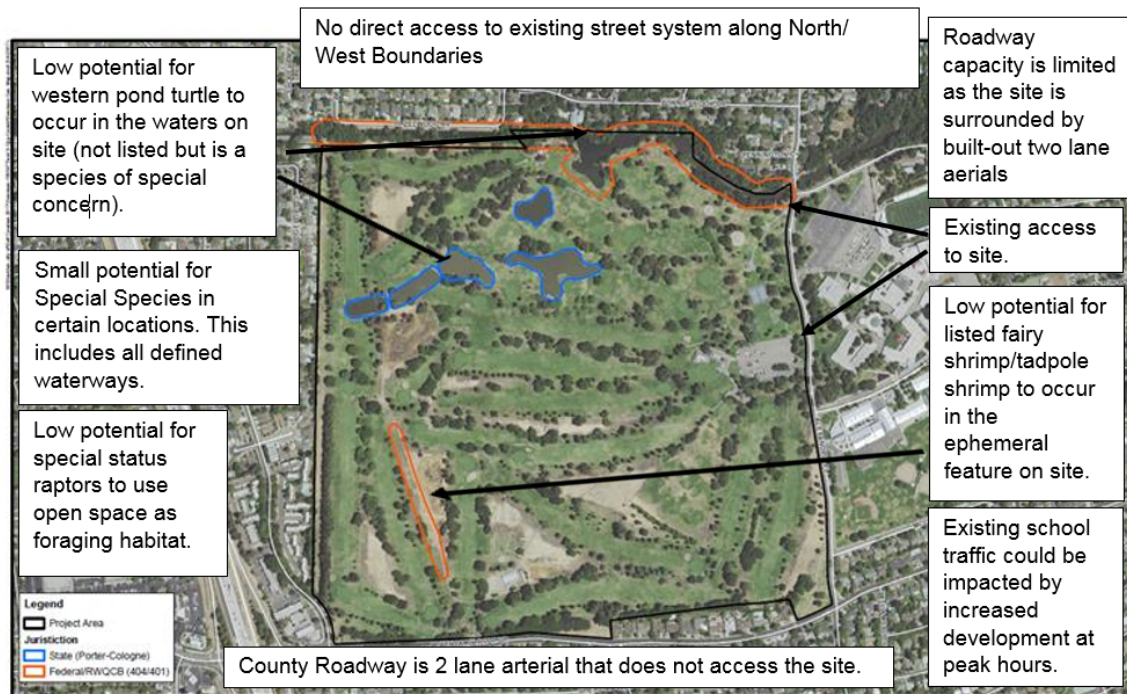 No direct access to existing street system along North/
West Boundaries
Low potential for
western pond turtle to
occur in the waters on
site (not listed but is a
species of special
concern).
Small potential for
Special Species in
certain locations. This
includes all defined
waterways.
Low potential for
special status
raptors to use
open space as
foraging habitat.
Roadway
capacity is limited
as the site is
surrounded by
built-out two lane
aerials
Existing access
to site.
Low potential for
listed fairy
shrimp/tadpole
shrimp to occur
in the
ephemeral
feature on site.
Existing school
traffic could be
impacted by
increased
development at
peak hours.
Legend
Project Area
Jurisdiction
State (Porter-Cologne)
Federal/RWQCB (404/401)
County Roadway is 2 lane arterial that does not access the site.